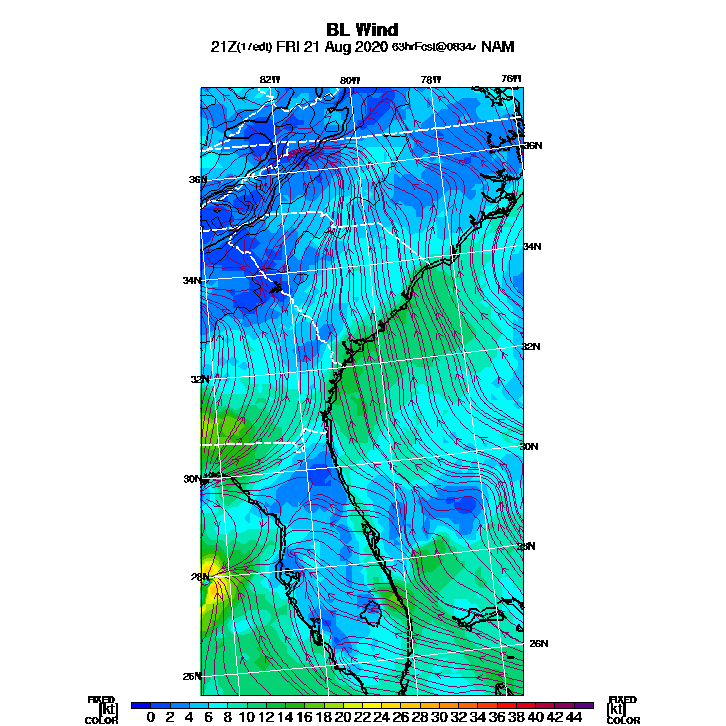 BL Wind
21Z(17edt) FRI 21 Aug 2020 63hrFcst@0834z NAM
82W 80W 78W 76W
36N
36N
34N
34N
32N
32N
30N
30N
28N
28N
26N
26N
FIXED FIXED
[kt] 0 2 4 6 8 10 12 14 16 18 20 22 24 26 28 30 32 34 36 38 40 42 44 [kt]
COLOR COLOR